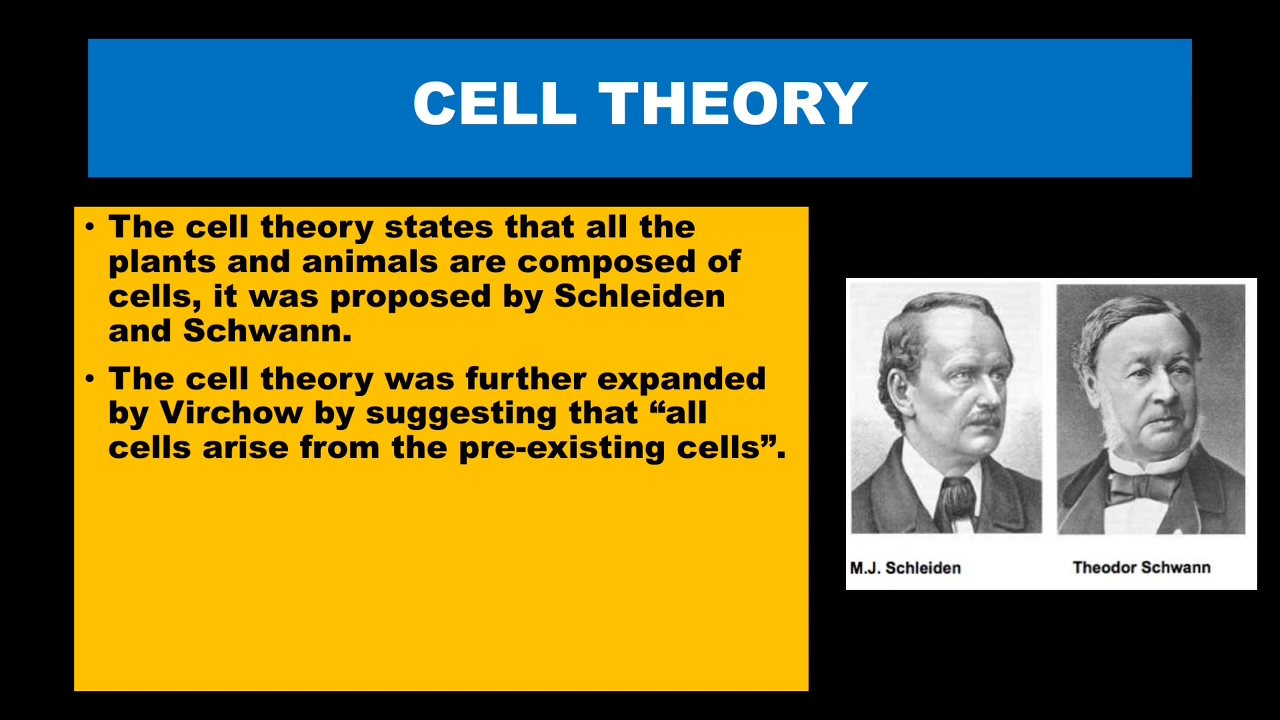 CELL THEORY
• The cell theory states that all the
plants and animals are composed of
cells, it was proposed by Schleiden
and Schwann.
• The cell theory was further expanded
by Virchow by suggesting that “all
cells arise from the pre-existing cells”.
M.J. Schleiden
Theodor Schwann